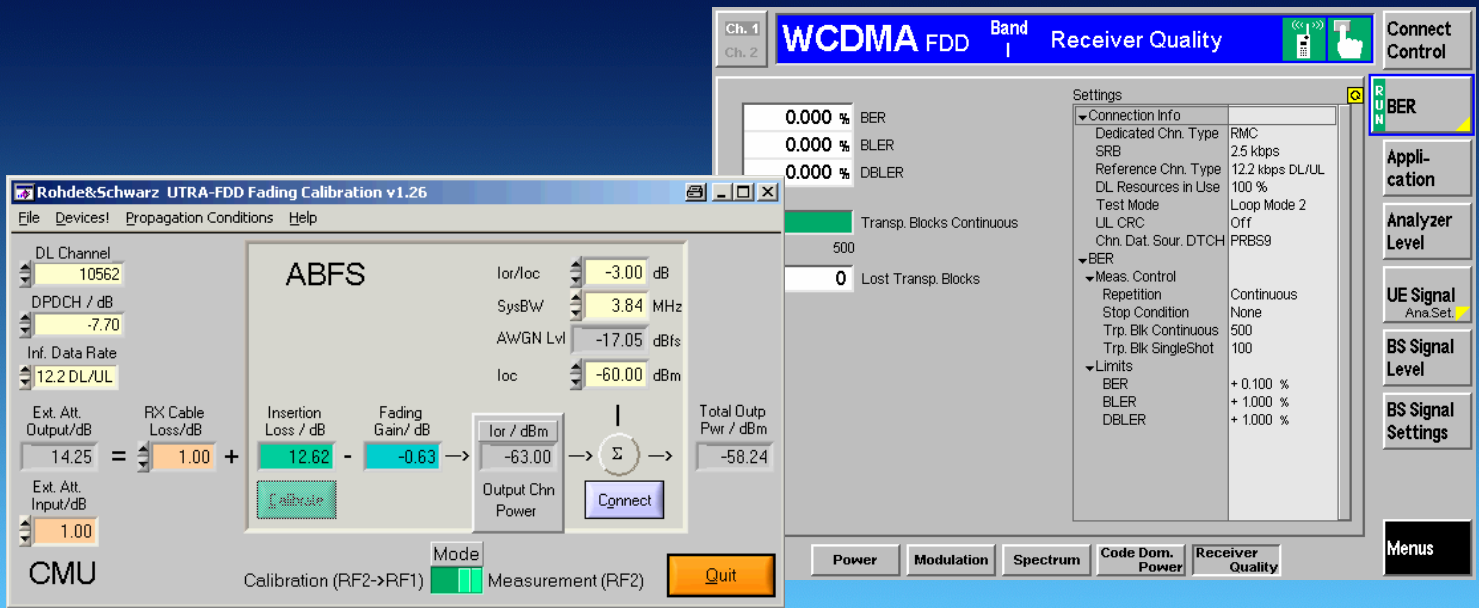 Ch. 1
Ch. 2
WCDMA FDD Band I Receiver Quality
Connect Control
0.000 % BER
0.000 % BLER
0.000 % DBLER
Transp. Blocks Continuous
500
0 Lost Transp. Blocks
Settings
Connection Info
Dedicated Chn. Type RMC
SRB 2.5 kbps
Reference Chn. Type 12.2 kbps DL/UL
DL Resources in Use 100 %
Test Mode Loop Mode 2
UL CRC Off
Chn. Dat. Sour. DTCH PRBS9
BER
Meas. Control
Repetition Continuous
Stop Condition None
Trp. Blk Continuous 500
Trp. Blk SingleShot 100
Limits
BER + 0.100 %
BLER + 1.000 %
DBLER + 1.000 %
RUN
BER
Appli-
cation
Analyzer
Level
UE Signal
Ana.Set.
BS Signal
Level
BS Signal
Settings
Menus
Power
Modulation
Spectrum
Code Dom.
Power
Receiver
Quality
Rohde&Schwarz UTRA-FDD Fading Calibration v1.26
File Devices! Propagation Conditions Help
DL Channel
10562
DPDCH / dB
-7.70
Inf. Data Rate
12.2 DL/UL
ABFS
Ior/Ioc -3.00 dB
SysBW 3.84 MHz
AWGN Lvl -17.05 dBfs
Ioc -60.00 dBm
Ext. Att.
Output/dB
14.25 =
RX Cable
Loss/dB
1.00 +
Insertion
Loss / dB
12.62 -
Fading
Gain/ dB
-0.63
Ior / dBm
-63.00
Output Chn
Power
Σ
Total Outp
Pwr / dBm
-58.24
Calibrate
Connect
Ext. Att.
Input/dB
1.00
CMU
Mode
Calibration (RF2->RF1) Measurement (RF2)
Quit